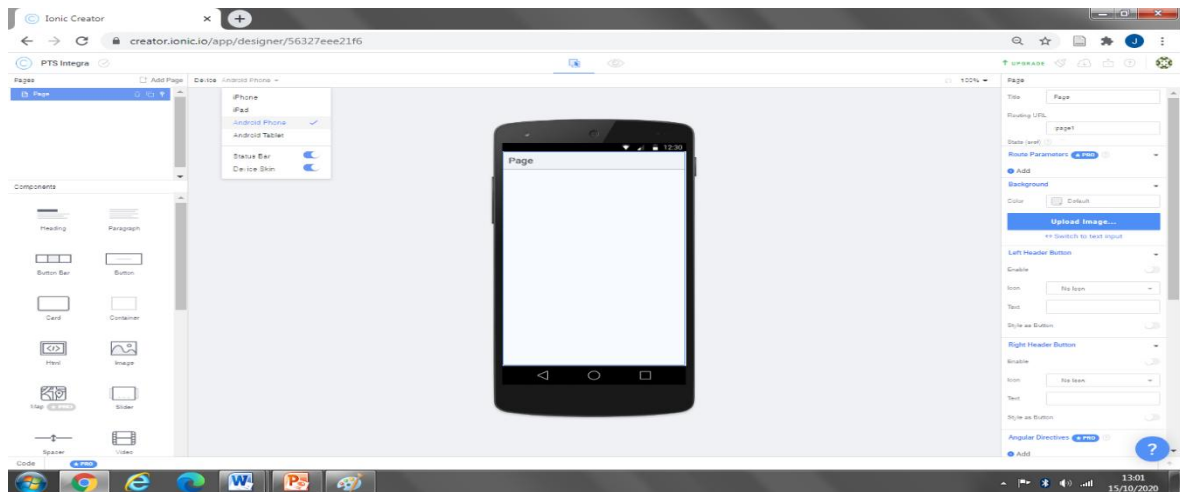 Ionic Creator
creator.ionic.io/app/designer/56327eee21f6
J
PTS Integra
UPGRADE
Pages
Add Page
Device Android Phone
100%
Page
Page
iPhone
iPad
Android Phone
Android Tablet
Status Bar
Device Skin
12:30
Page
Components
Heading
Paragraph
Button Bar
Button
Card
Container
Html
Image
Map PRO
Slider
Spacer
Video
Code PRO
Title Page
Routing URL
page1
State (sref)
Route Parameters PRO
Add
Background
Color Default
Upload Image...
Switch to text input
Left Header Button
Enable
Icon No Icon
Text
Style as Button
Right Header Button
Enable
Icon No Icon
Text
Style as Button
Angular Directives PRO
Add
?
13:01
15/10/2020